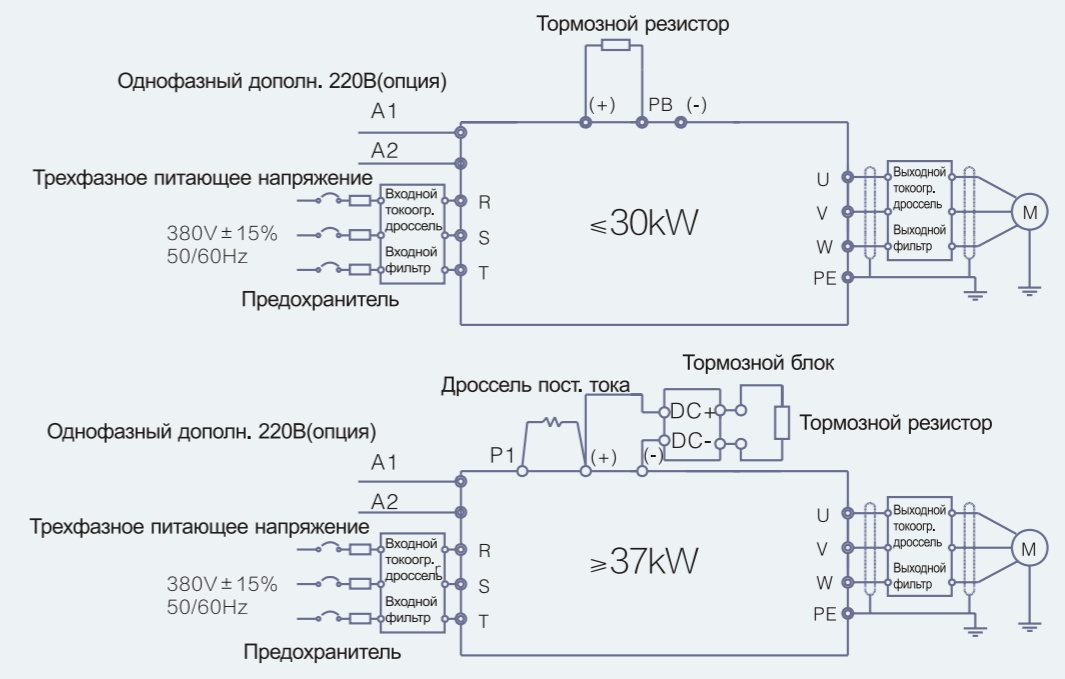 Тормозной резистор
Однофазный дополн. 220В(опция)
(+) PB (-)
A1
A2
Трехфазное питающее напряжение
380V±15%
50/60Hz
Входной
токоогр.
дроссель
Входной
фильтр
R
S
T
Предохранитель
≤30kW
U
V
W
PE
Выходной
токоогр.
дроссель
Выходной
фильтр
M
Тормозной блок
Дроссель пост. тока
DC+
DC-
Тормозной резистор
Однофазный дополн. 220В(опция)
P1 (+) (-)
A1
A2
Трехфазное питающее напряжение
380V±15%
50/60Hz
Входной
токоогр.
дроссель
r
Входной
фильтр
R
S
T
Предохранитель
≥37kW
U
V
W
PE
Выходной
токоогр.
дроссель
Выходной
фильтр
M